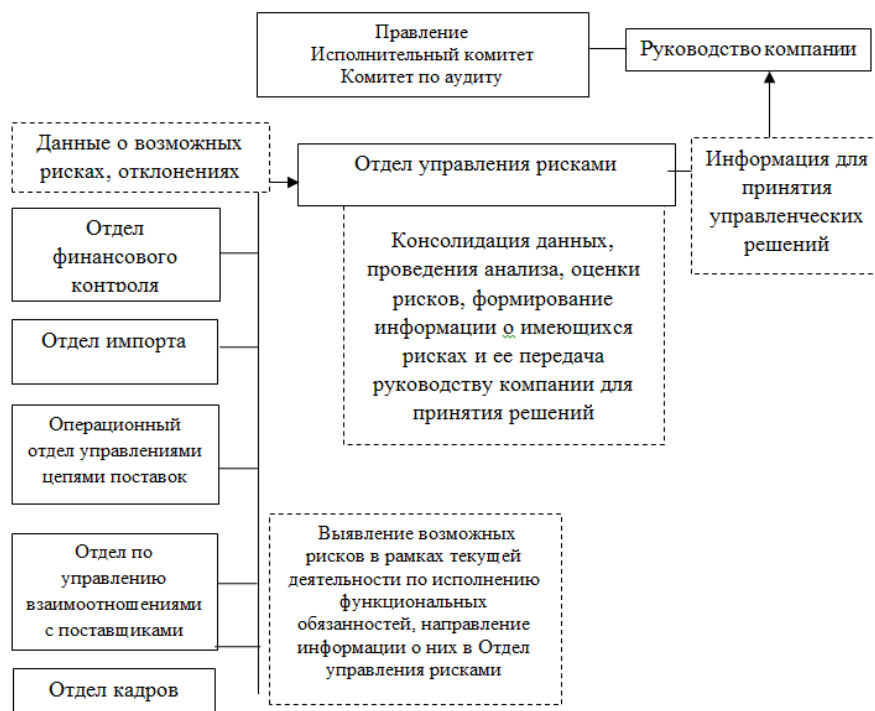 Правление
Исполнительный комитет
Комитет по аудиту
Руководство компании
Данные о возможных
рисках, отклонениях
Отдел управления рисками
Информация для
принятия
управленческих
решений
Отдел
финансового
контроля
Консолидация данных,
проведения анализа, оценки
рисков, формирование
информации о имеющихся
рисках и ее передача
руководству компании для
принятия решений
Отдел импорта
Операционный
отдел управлениями
цепями поставок
Отдел по
управлению
взаимоотношениями
с поставщиками
Выявление возможных
рисков в рамках текущей
деятельности по исполнению
функциональных
обязанностей, направление
информации о них в Отдел
управления рисками
Отдел кадров